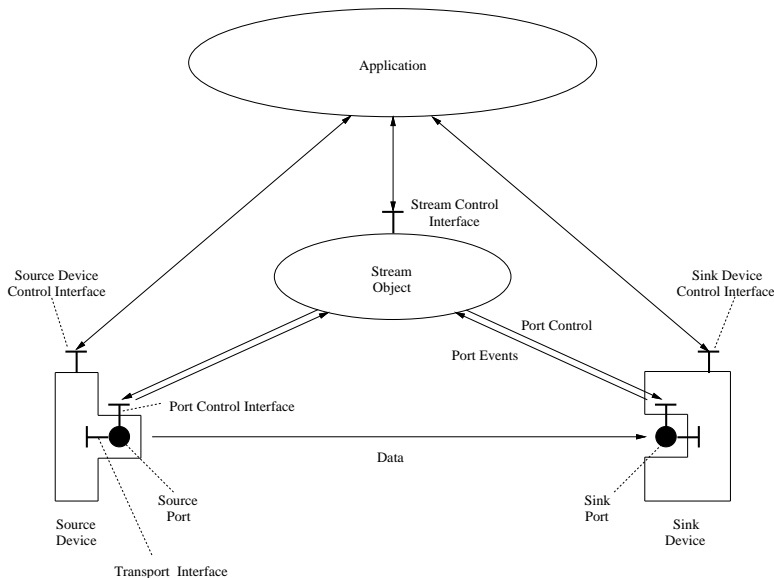 Application
Stream Control
Interface
Source Device
Control Interface
Stream
Object
Sink Device
Control Interface
Port Control
Port Events
Port Control Interface
Data
Source
Port
Sink
Port
Source
Device
Sink
Device
Transport Interface